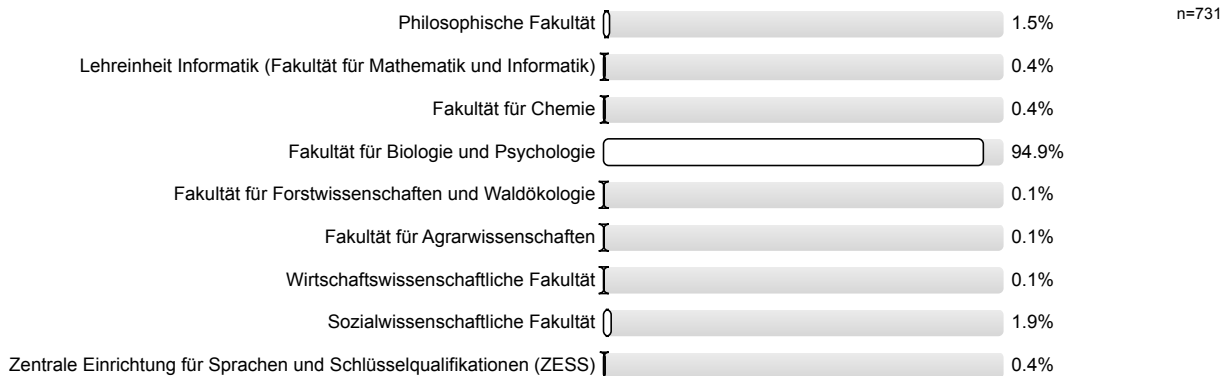 Philosophische Fakultät 1.5% n=731
Lehreinheit Informatik (Fakultät für Mathematik und Informatik) 0.4%
Fakultät für Chemie 0.4%
Fakultät für Biologie und Psychologie 94.9%
Fakultät für Forstwissenschaften und Waldökologie 0.1%
Fakultät für Agrarwissenschaften 0.1%
Wirtschaftswissenschaftliche Fakultät 0.1%
Sozialwissenschaftliche Fakultät 1.9%
Zentrale Einrichtung für Sprachen und Schlüsselqualifikationen (ZESS) 0.4%